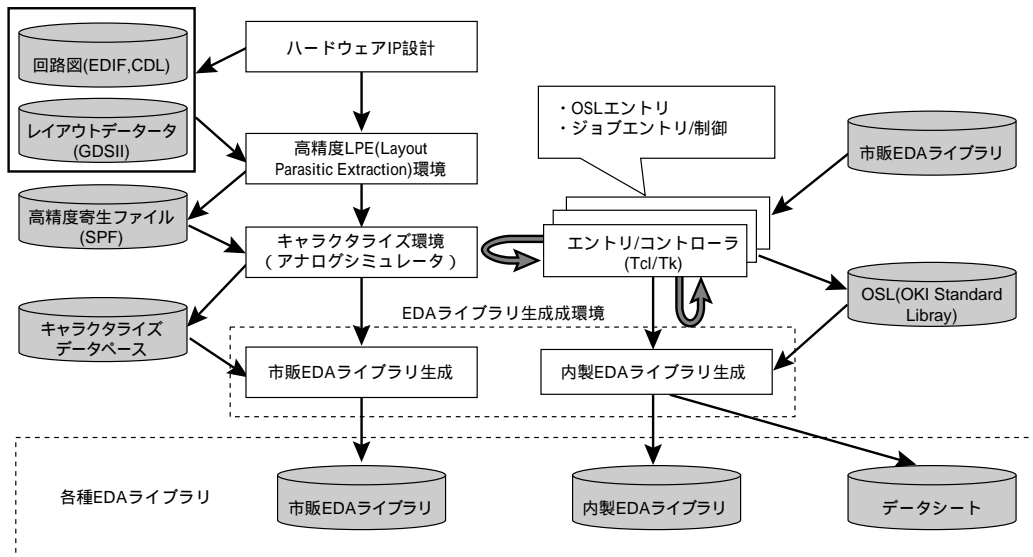 回路図(EDIF,CDL)
レイアウトデータータ
(GDSII)
ハードウェアIP設計
高精度LPE(Layout
Parasitic Extraction)環境
・OSLエントリ
・ジョブエントリ/制御
市販EDAライブラリ
高精度寄生ファイル
(SPF)
キャラクタライズ環境
(アナログシミュレータ)
エントリ/コントローラ
(Tcl/Tk)
OSL(OKI Standard
Libray)
キャラクタライズ
データベース
EDAライブラリ生成成環境
市販EDAライブラリ生成
内製EDAライブラリ生成
各種EDAライブラリ
市販EDAライブラリ
内製EDAライブラリ
データシート